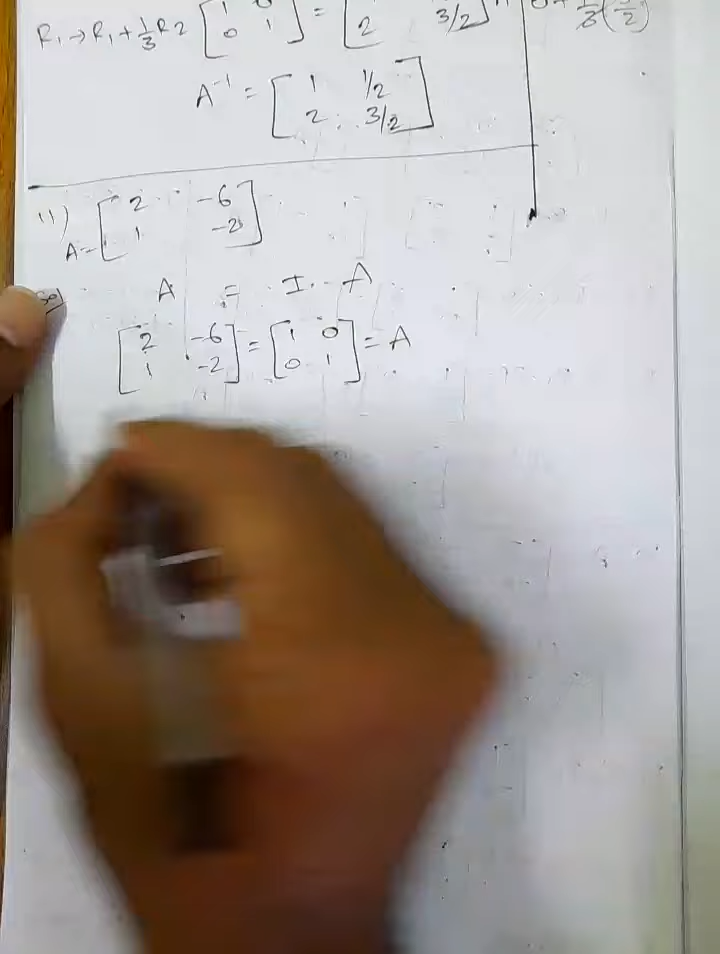 R₁→R₁+⅓R₂ [1 0 = [
0 1] 2 3/2]
A⁻¹ = [1 1/2
2 3/2]
11) A = [2 -6
1 -2]
A = I. A
[2 -6 = [1 0 = A
1 -2] 0 1]